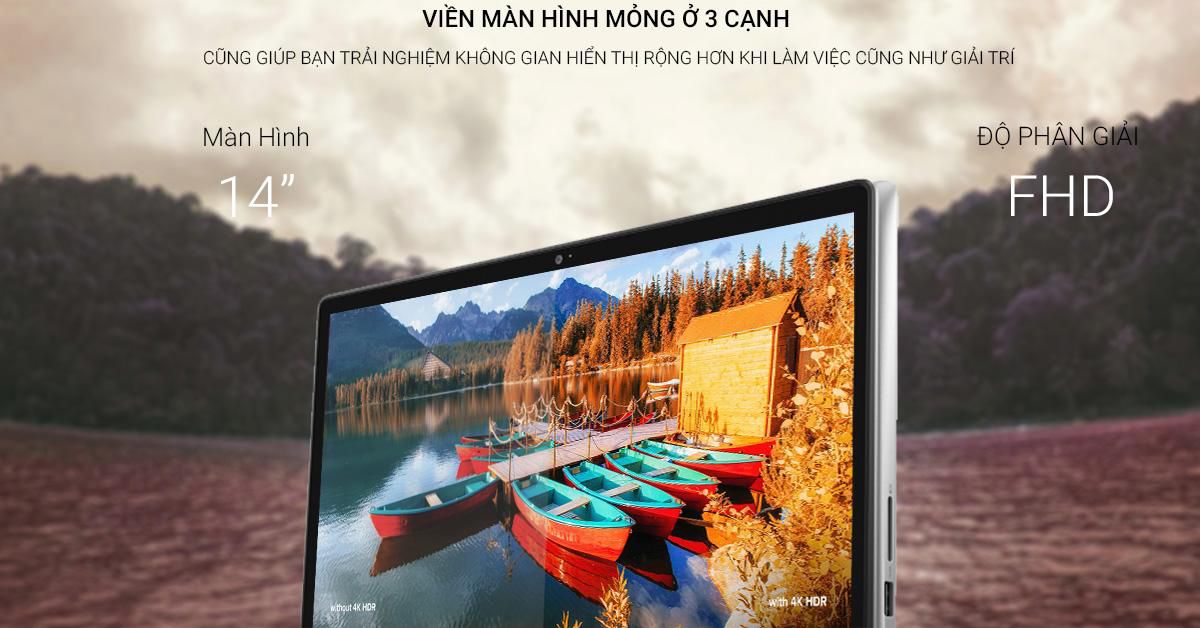 VIỀN MÀN HÌNH MỎNG Ở 3 CẠNH
CŨNG GIÚP BẠN TRẢI NGHIỆM KHÔNG GIAN HIỂN THỊ RỘNG HƠN KHI LÀM VIỆC CŨNG NHƯ GIẢI TRÍ
Màn Hình
14”
ĐỘ PHÂN GIẢI
FHD
without 4K HDR
with 4K HDR